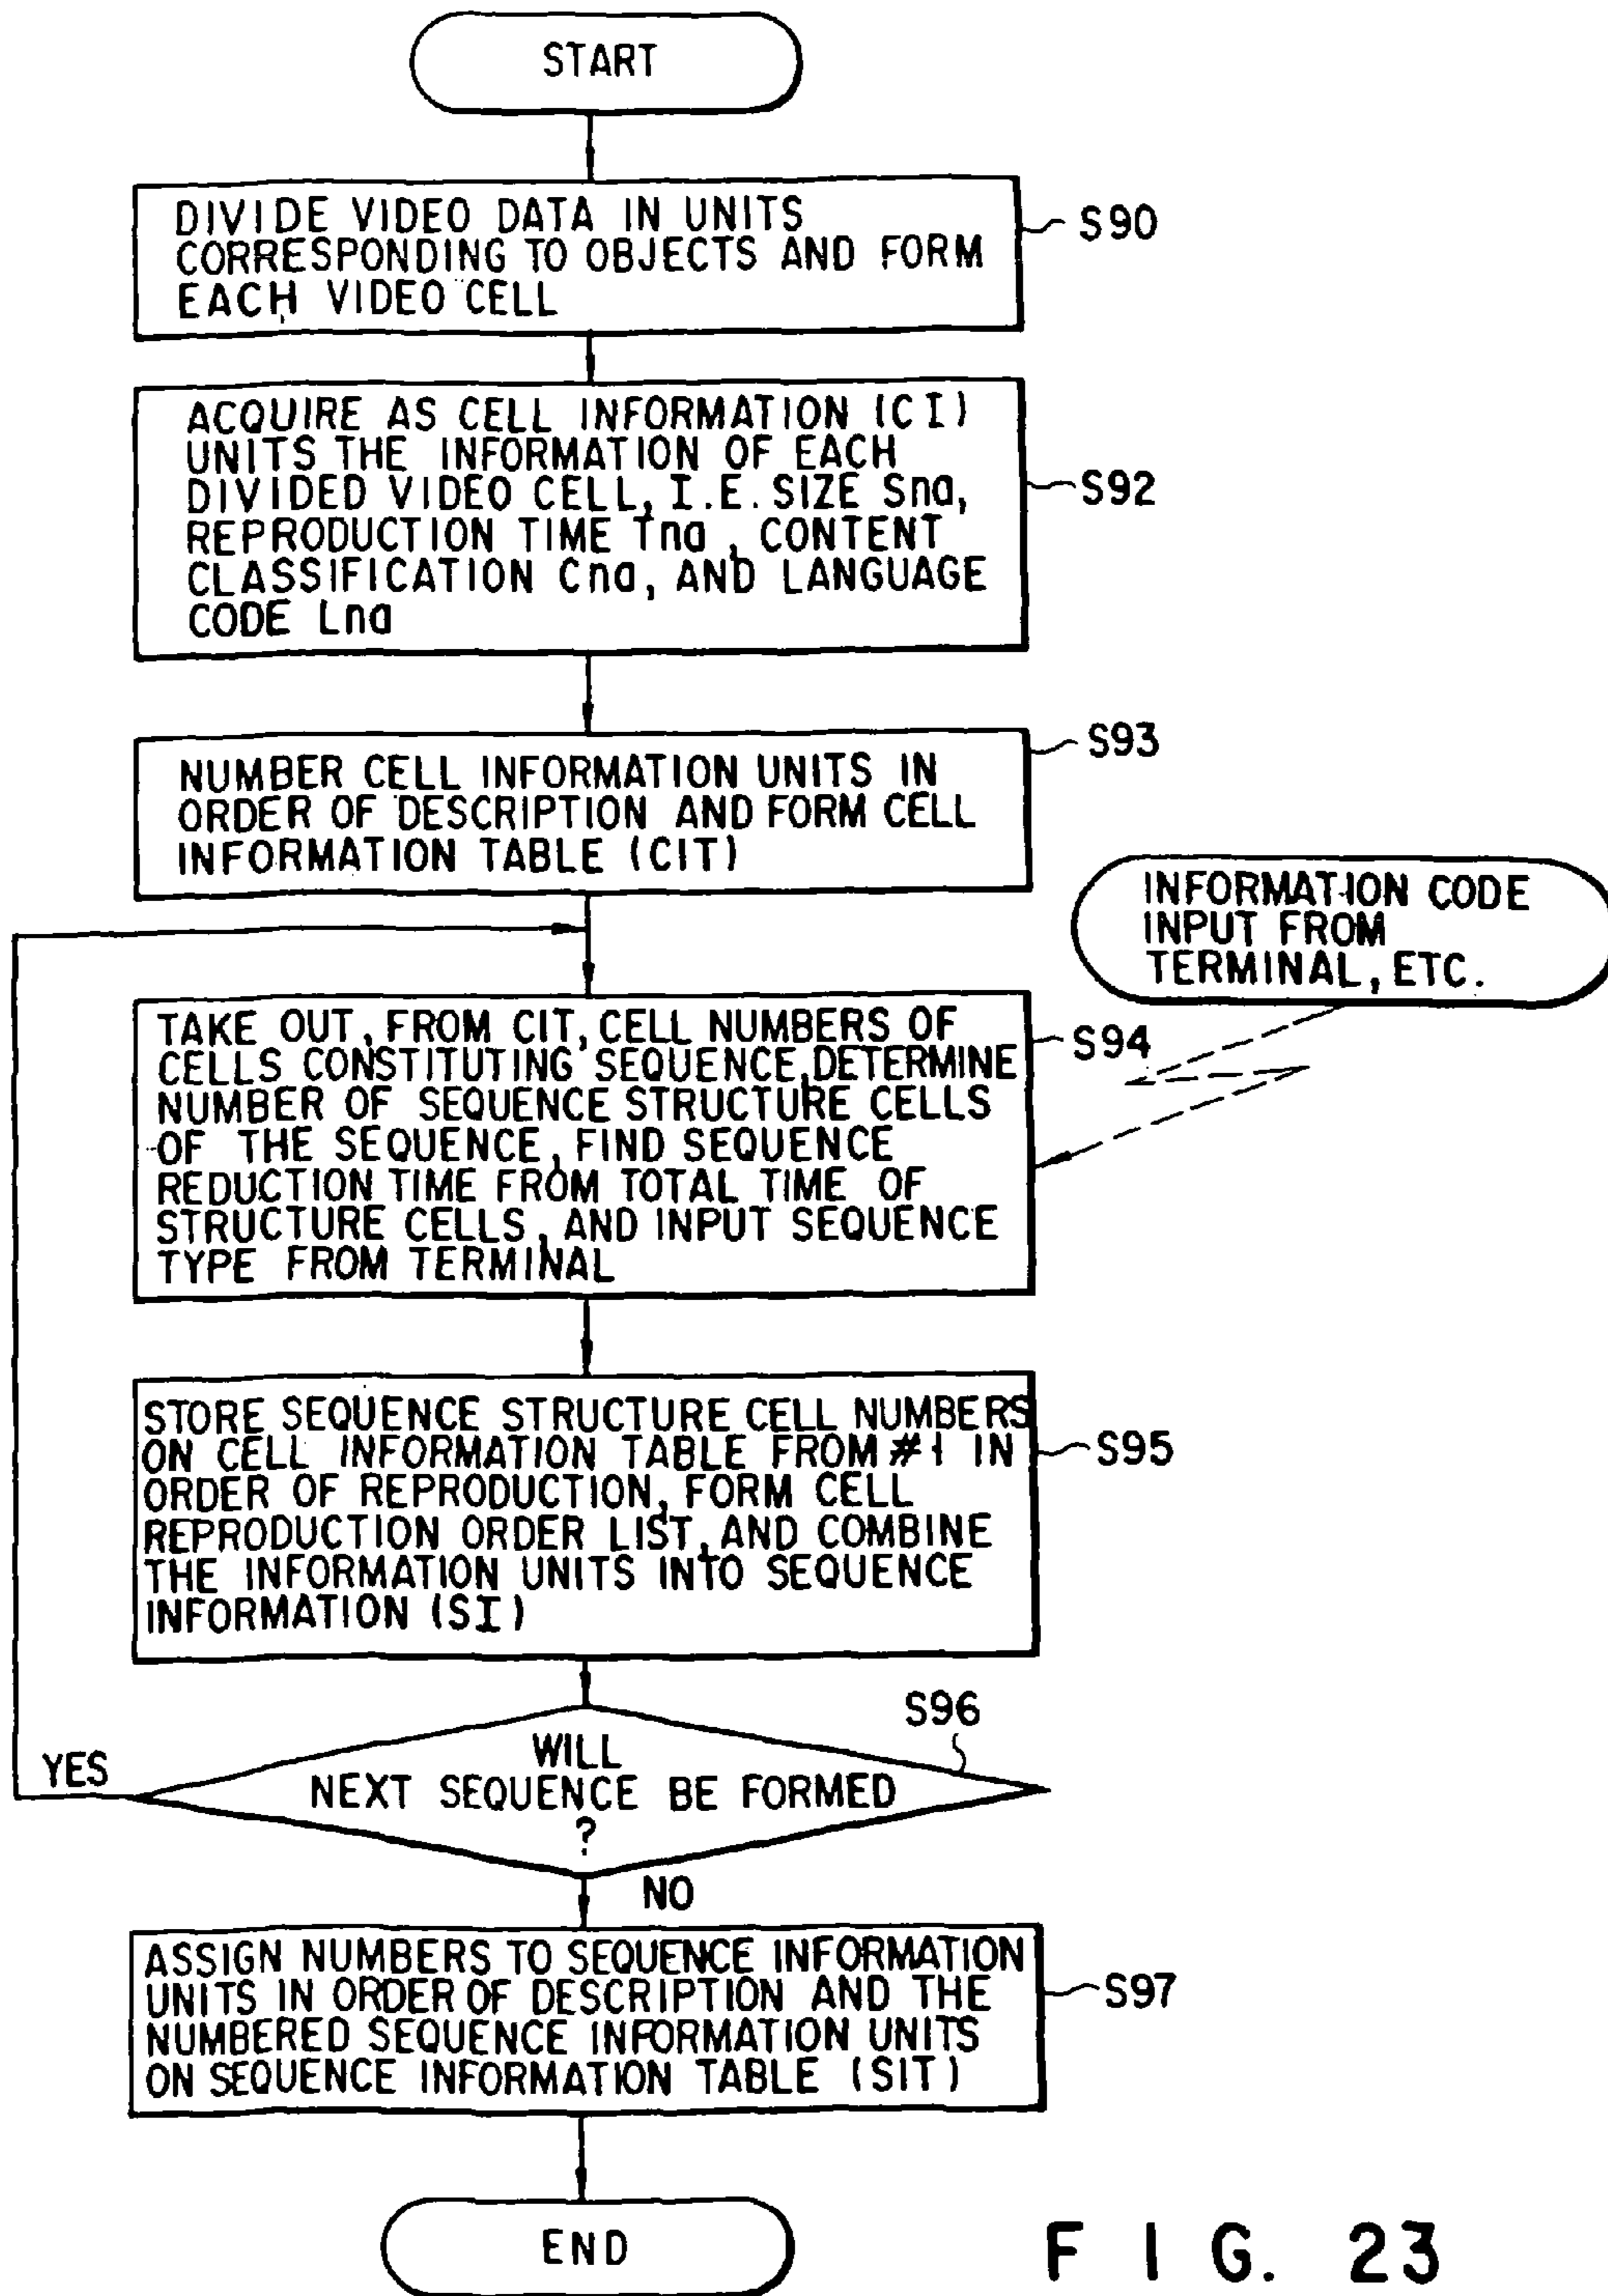 START
DIVIDE VIDEO DATA IN UNITS
CORRESPONDING TO OBJECTS AND FORM
EACH VIDEO CELL
S90
ACQUIRE AS CELL INFORMATION (CI)
UNITS THE INFORMATION OF EACH
DIVIDED VIDEO CELL, I.E. SIZE Sna,
REPRODUCTION TIME Tna, CONTENT
CLASSIFICATION Cna, AND LANGUAGE
CODE Lna
S92
NUMBER CELL INFORMATION UNITS IN
ORDER OF DESCRIPTION AND FORM CELL
INFORMATION TABLE (CIT)
S93
INFORMATION CODE
INPUT FROM
TERMINAL, ETC.
TAKE OUT, FROM CIT, CELL NUMBERS OF
CELLS CONSTITUTING SEQUENCE, DETERMINE
NUMBER OF SEQUENCE STRUCTURE CELLS
OF THE SEQUENCE, FIND SEQUENCE
REDUCTION TIME FROM TOTAL TIME OF
STRUCTURE CELLS, AND INPUT SEQUENCE
TYPE FROM TERMINAL
S94
STORE SEQUENCE STRUCTURE CELL NUMBERS
ON CELL INFORMATION TABLE FROM #1 IN
ORDER OF REPRODUCTION, FORM CELL
REPRODUCTION ORDER LIST, AND COMBINE
THE INFORMATION UNITS INTO SEQUENCE
INFORMATION (SI)
S95
S96
WILL
NEXT SEQUENCE BE FORMED
?
YES
NO
ASSIGN NUMBERS TO SEQUENCE INFORMATION
UNITS IN ORDER OF DESCRIPTION AND THE
NUMBERED SEQUENCE INFORMATION UNITS
ON SEQUENCE INFORMATION TABLE (SIT)
S97
END
FIG. 23